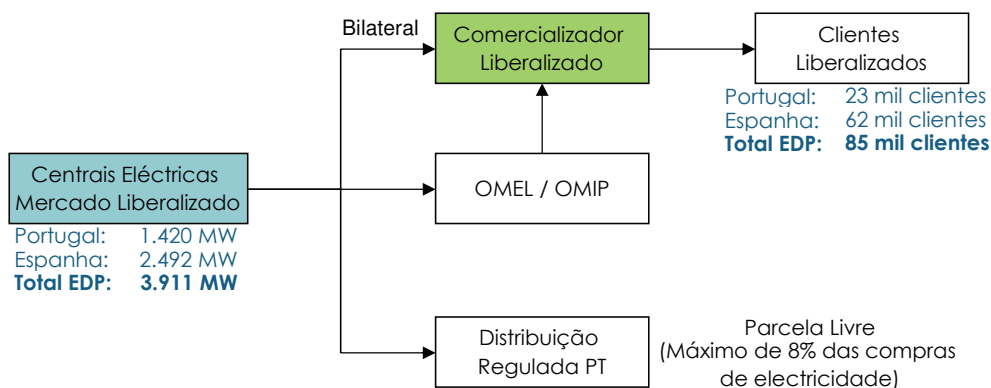 Bilateral
Comercializador
Liberalizado
Clientes
Liberalizados
Portugal: 23 mil clientes
Espanha: 62 mil clientes
Total EDP: 85 mil clientes
Centrais Eléctricas
Mercado Liberalizado
Portugal: 1.420 MW
Espanha: 2.492 MW
Total EDP: 3.911 MW
OMEL / OMIP
Distribuição
Regulada PT
Parcela Livre
(Máximo de 8% das compras
de electricidade)